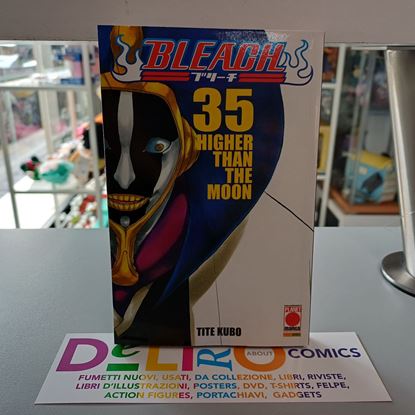 BLEACH
ブリーチ
35
HIGHER
THAN
THE
MOON
TITE KUBO
PLANET
manga
DELIRIO
ABOUT
COMICS
FUMETTI NUOVI, USATI, DA COLLEZIONE, LIBRI, RIVISTE,
LIBRI D'ILLUSTRAZIONI, POSTERS, DVD, T-SHIRTS, FELPE,
ACTION FIGURES, PORTACHIAVI, GADGETS